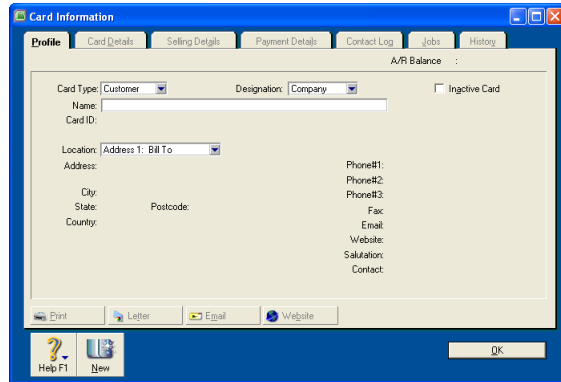 Card Information
Profile Card Details Selling Details Payment Details Contact Log Jobs History
A/R Balance :
Card Type: Customer Designation: Company Inactive Card
Name:
Card ID:
Location: Address 1: Bill To
Address: Phone#1:
Phone#2:
City: Phone#3:
State: Postcode: Fax:
Country: Email:
Website:
Salutation:
Contact:
Print Letter Email Website
Help F1 New OK